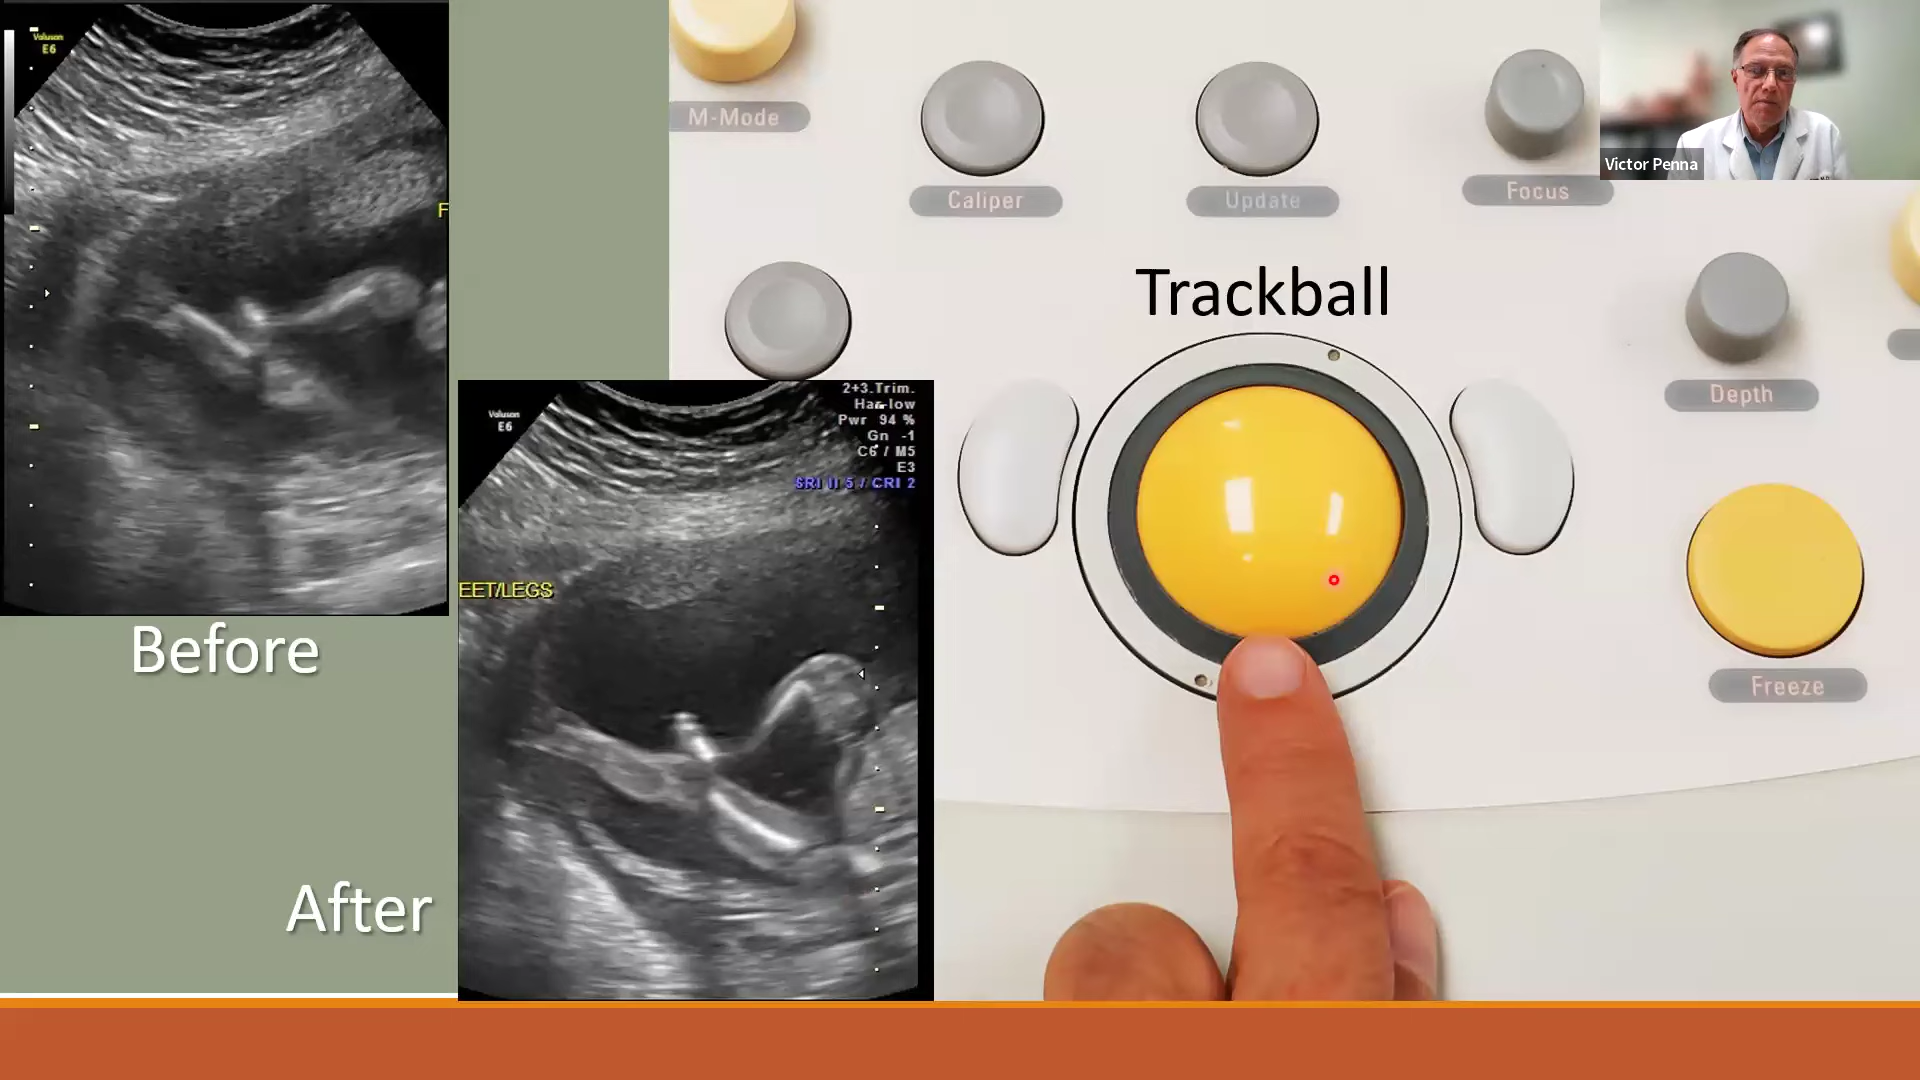 Voluson
E6
F
Before
After
Voluson
E6
2+3.Trim.
Har-low
Pwr 94 %
Gn -1
C6 / M5
E3
SRI II 5 / CRI 2
EET/LEGS
M-Mode
Caliper
Update
Focus
Trackball
Depth
Freeze
Victor Penna